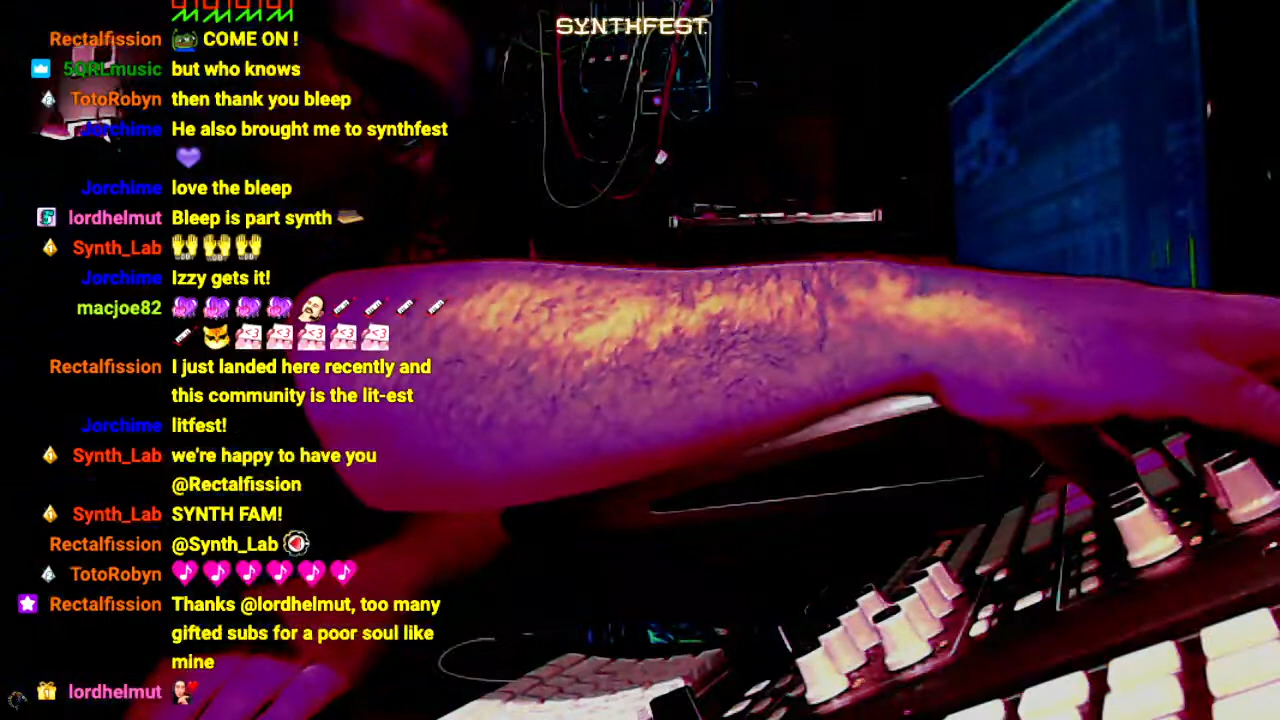 SYNTHFEST
Rectalfission COME ON !
5QRLmusic but who knows
TotoRobyn then thank you bleep
Jorchime He also brought me to synthfest
Jorchime love the bleep
lordhelmut Bleep is part synth
Synth_Lab
Jorchime Izzy gets it!
macjoe82
Rectalfission I just landed here recently and
this community is the lit-est
Jorchime litfest!
Synth_Lab we're happy to have you
@Rectalfission
Synth_Lab SYNTH FAM!
Rectalfission @Synth_Lab
TotoRobyn
Rectalfission Thanks @lordhelmut, too many
gifted subs for a poor soul like
mine
lordhelmut